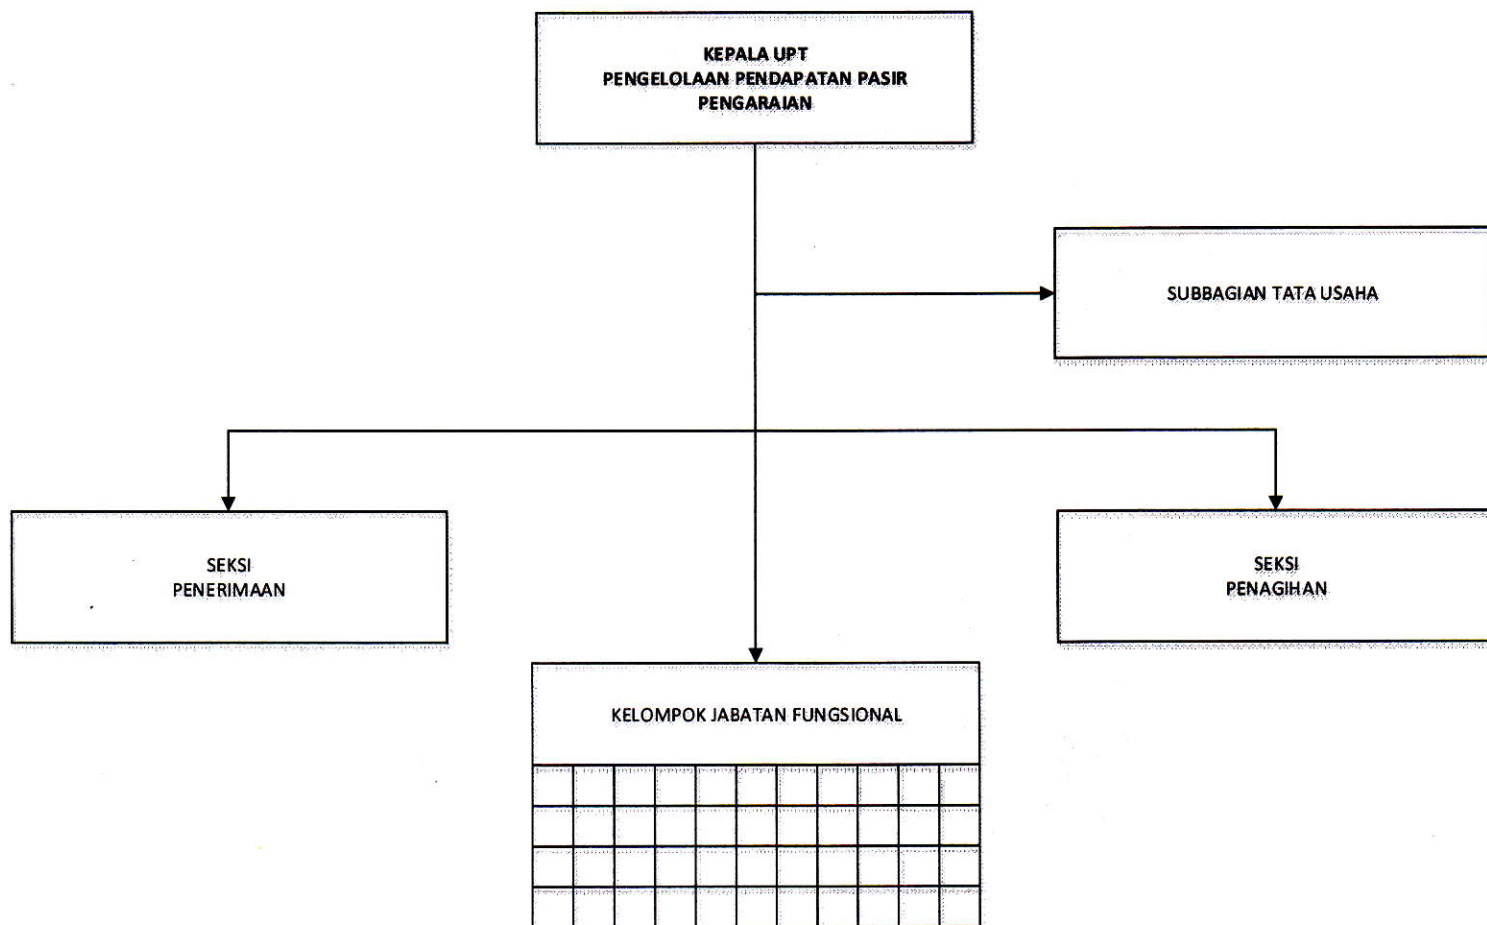 KEPALA UPT
PENGELOLAAN PENDAPATAN PASIR
PENGARAIAN
SUBBAGIAN TATA USAHA
SEKSI
PENERIMAAN
SEKSI
PENAGIHAN
KELOMPOK JABATAN FUNGSIONAL